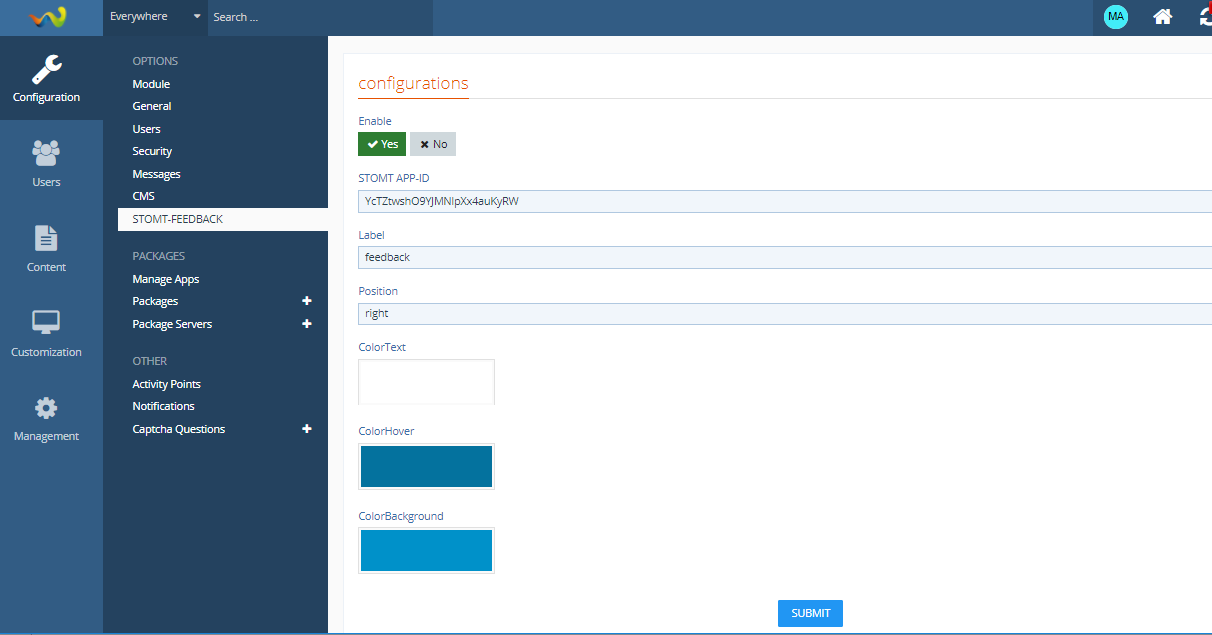 Everywhere
Search ...
MA
Configuration
Users
Content
Customization
Management
OPTIONS
Module
General
Users
Security
Messages
CMS
STOMT-FEEDBACK
PACKAGES
Manage Apps
Packages
Package Servers
OTHER
Activity Points
Notifications
Captcha Questions
configurations
Enable
Yes
No
STOMT APP-ID
YcTZtwshO9YJMNIpXx4auKyRW
Label
feedback
Position
right
ColorText
ColorHover
ColorBackground
SUBMIT